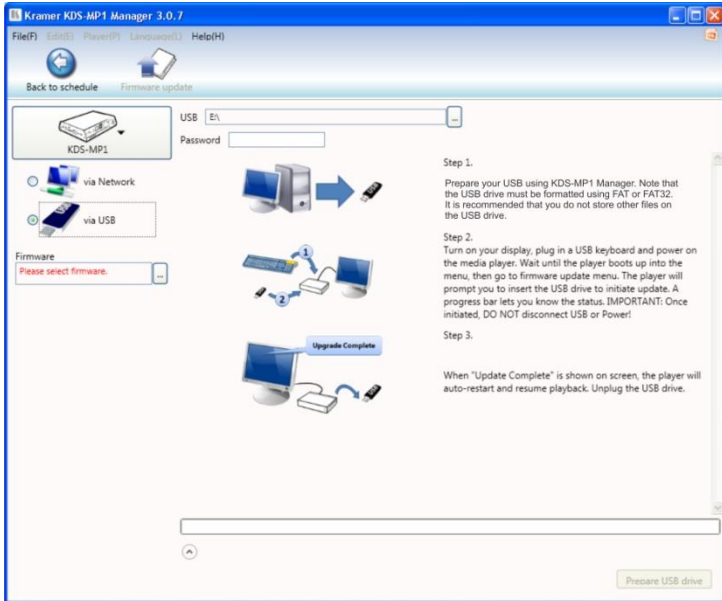 Kramer KDS-MP1 Manager 3.0.7
File(F) Edit(E) Player(P) Language(L) Help(H)
Back to schedule Firmware update
KDS-MP1
via Network
via USB
Firmware
Please select firmware.
...
USB E:\ ...
Password
USB
1
2
Upgrade Complete
Step 1.
Prepare your USB using KDS-MP1 Manager. Note that
the USB drive must be formatted using FAT or FAT32.
It is recommended that you do not store other files on
the USB drive.
Step 2.
Turn on your display, plug in a USB keyboard and power on
the media player. Wait until the player boots up into the
menu, then go to firmware update menu. The player will
prompt you to insert the USB drive to initiate update. A
progress bar lets you know the status. IMPORTANT: Once
initiated, DO NOT disconnect USB or Power!
Step 3.
When "Update Complete" is shown on screen, the player will
auto-restart and resume playback. Unplug the USB drive.
Prepare USB drive